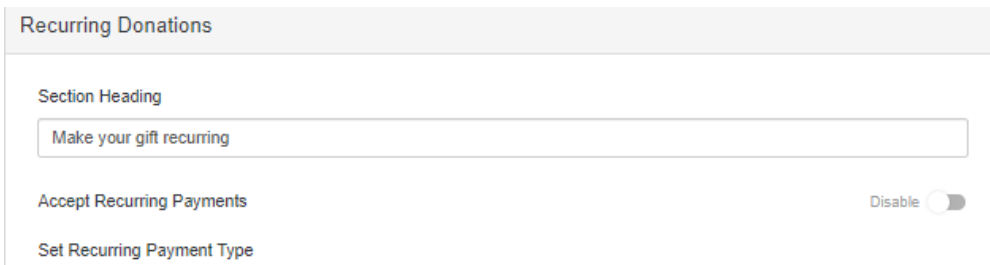 Recurring Donations
Section Heading
Make your gift recurring
Accept Recurring Payments Disable
Set Recurring Payment Type